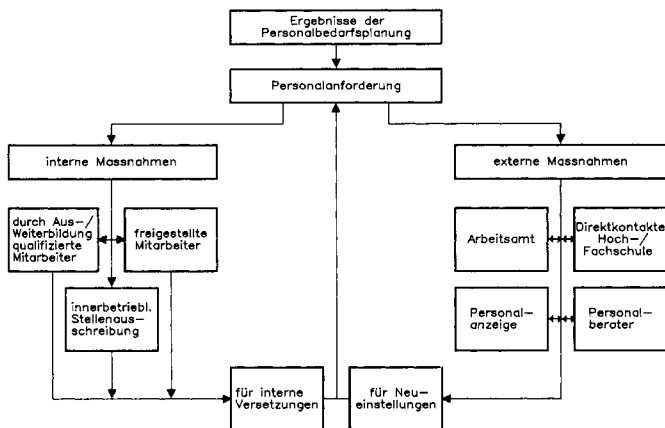 Ergebnisse der
Personalbedarfsplanung
Personalanforderung
interne Massnahmen
externe Massnahmen
durch Aus-/
Weiterbildung
qualifizierte
Mitarbeiter
freigestellte
Mitarbeiter
Arbeitsamt
Direktkontakte
Hoch-/
Fachschule
innerbetriebl.
Stellenaus-
schreibung
Personal-
anzeige
Personal-
berater
für interne
Versetzungen
für Neu-
einstellungen